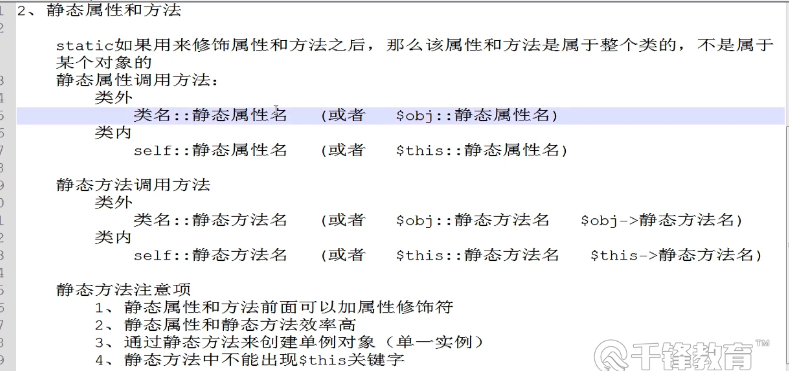 2、静态属性和方法
static如果用来修饰属性和方法之后，那么该属性和方法是属于整个类的，不是属于
某个对象的
静态属性调用方法：
类外
类名::静态属性名 (或者 $obj::静态属性名)
类内
self::静态属性名 (或者 $this::静态属性名)
静态方法调用方法
类外
类名::静态方法名 (或者 $obj::静态方法名 $obj->静态方法名)
类内
self::静态方法名 (或者 $this::静态方法名 $this->静态方法名)
静态方法注意项
1、静态属性和方法前面可以加属性修饰符
2、静态属性和静态方法效率高
3、通过静态方法来创建单例对象（单一实例）
4、静态方法中不能出现$this关键字
千锋教育™